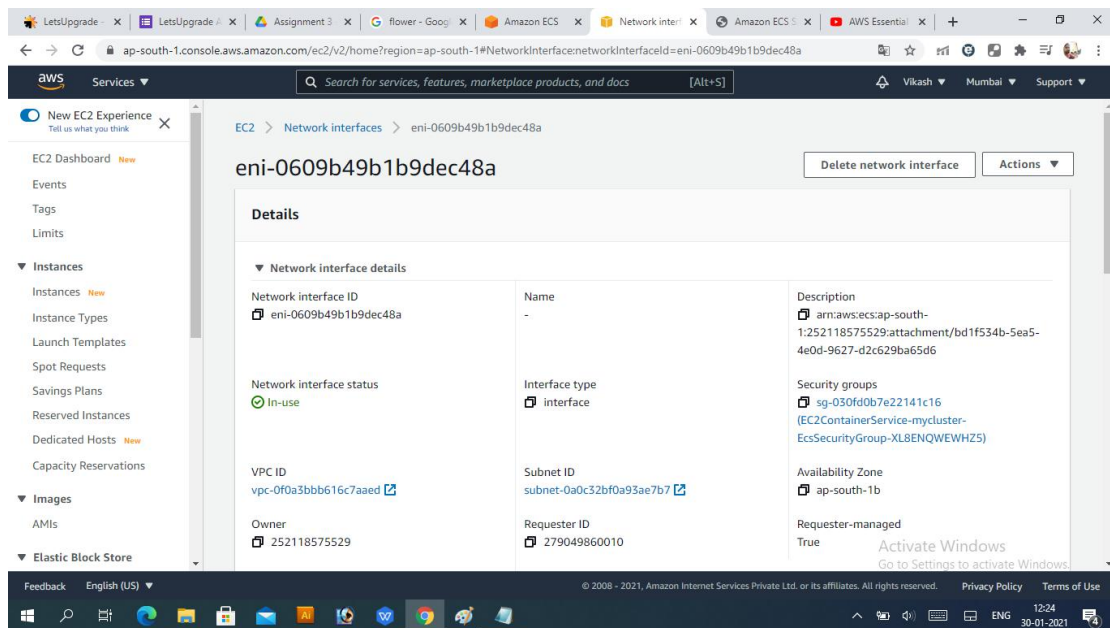 LetsUpgrade -
LetsUpgrade A
Assignment 3
flower - Googl
Amazon ECS
Network inter
Amazon ECS S
AWS Essential
ap-south-1.console.aws.amazon.com/ec2/v2/home?region=ap-south-1#NetworkInterface:networkInterfaceId=eni-0609b49b1b9dec48a
aws Services ▼ Search for services, features, marketplace products, and docs [Alt+S] Vikash ▼ Mumbai ▼ Support ▼
New EC2 Experience
Tell us what you think
EC2 Dashboard New
Events
Tags
Limits
▼ Instances
Instances New
Instance Types
Launch Templates
Spot Requests
Savings Plans
Reserved Instances
Dedicated Hosts New
Capacity Reservations
▼ Images
AMIs
▼ Elastic Block Store
EC2 > Network interfaces > eni-0609b49b1b9dec48a
eni-0609b49b1b9dec48a
Delete network interface
Actions ▼
Details
▼ Network interface details
Network interface ID
eni-0609b49b1b9dec48a
Name
-
Description
arn:aws:ecs:ap-south-
1:252118575529:attachment/bd1f534b-5ea5-
4e0d-9627-d2c629ba65d6
Network interface status
In-use
Interface type
interface
Security groups
sg-030fd0b7e22141c16
(EC2ContainerService-mycluster-
EcsSecurityGroup-XL8ENQWEWHZ5)
VPC ID
vpc-0f0a3bbb616c7aaed
Subnet ID
subnet-0a0c32bf0a93ae7b7
Availability Zone
ap-south-1b
Owner
252118575529
Requester ID
279049860010
Requester-managed
True
Activate Windows
Go to Settings to activate Windows.
Feedback English (US) ▼ © 2008 - 2021, Amazon Internet Services Private Ltd. or its affiliates. All rights reserved. Privacy Policy Terms of Use
ENG
12:24
30-01-2021
4